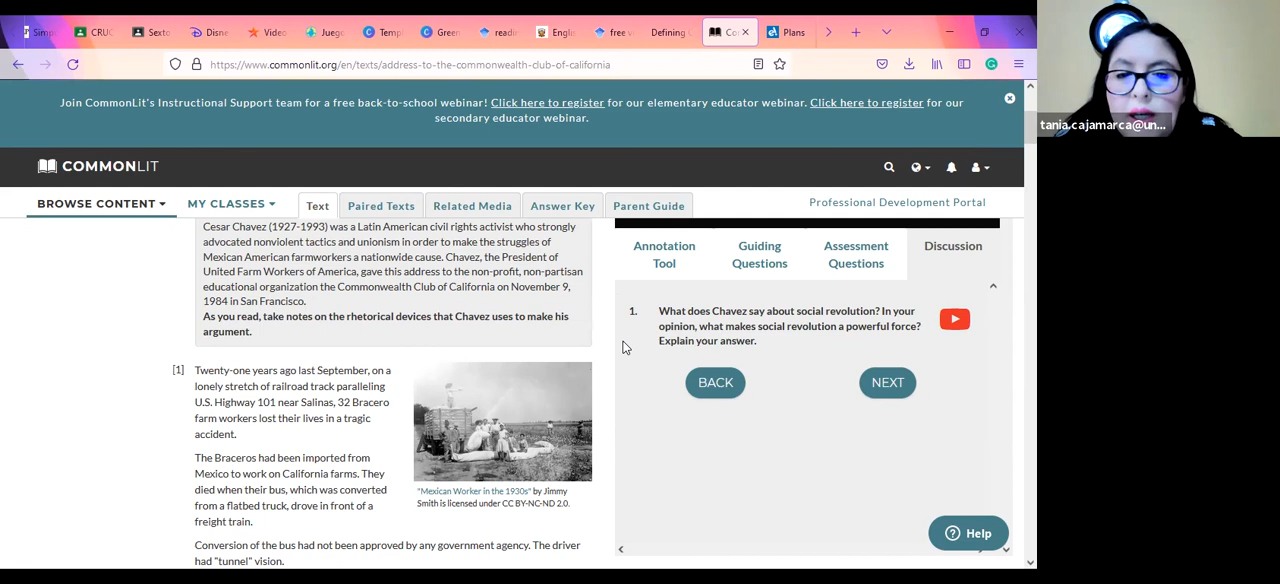 Simp
CRUC
Sexto
Disne
Video
Juego
Templ
Green
readi
Englis
free v
Defining
Co
Plans
https://www.commonlit.org/en/texts/address-to-the-commonwealth-club-of-california
tania.cajamarca@un...
Join CommonLit's Instructional Support team for a free back-to-school webinar! Click here to register for our elementary educator webinar. Click here to register for our
secondary educator webinar.
COMMONLIT
BROWSE CONTENT
MY CLASSES
Text
Paired Texts
Related Media
Answer Key
Parent Guide
Professional Development Portal
Cesar Chavez (1927-1993) was a Latin American civil rights activist who strongly
advocated nonviolent tactics and unionism in order to make the struggles of
Mexican American farmworkers a nationwide cause. Chavez, the President of
United Farm Workers of America, gave this address to the non-profit, non-partisan
educational organization the Commonwealth Club of California on November 9,
1984 in San Francisco.
As you read, take notes on the rhetorical devices that Chavez uses to make his
argument.
[1] Twenty-one years ago last September, on a
lonely stretch of railroad track paralleling
U.S. Highway 101 near Salinas, 32 Bracero
farm workers lost their lives in a tragic
accident.
The Braceros had been imported from
Mexico to work on California farms. They
died when their bus, which was converted
from a flatbed truck, drove in front of a
freight train.
Conversion of the bus had not been approved by any government agency. The driver
had "tunnel" vision.
"Mexican Worker in the 1930s" by Jimmy
Smith is licensed under CC BY-NC-ND 2.0.
Annotation
Tool
Guiding
Questions
Assessment
Questions
Discussion
1. What does Chavez say about social revolution? In your
opinion, what makes social revolution a powerful force?
Explain your answer.
BACK
NEXT
Help